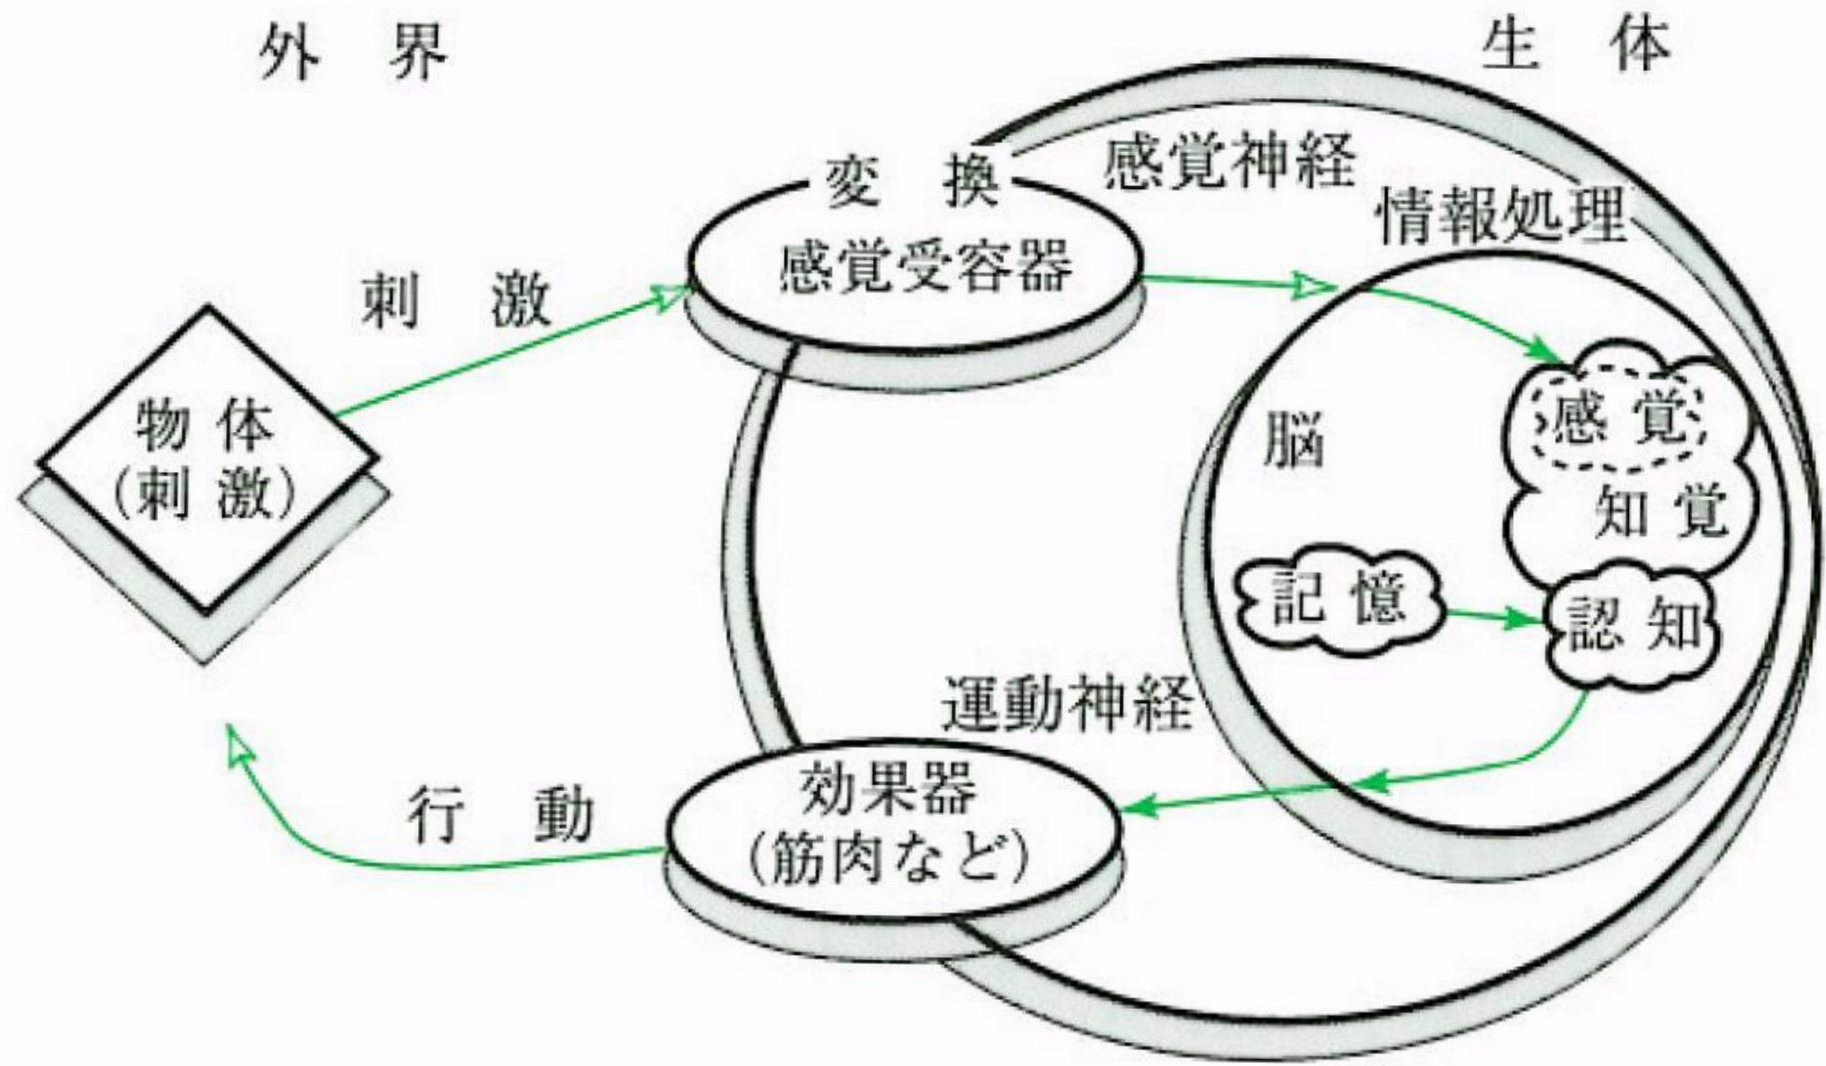 外 界
生 体
変 換
感覚受容器
感覚神経
情報処理
刺 激
物 体
(刺 激)
脳
感 覚
知 覚
記 憶
認 知
運動神経
効果器
(筋肉など)
行 動